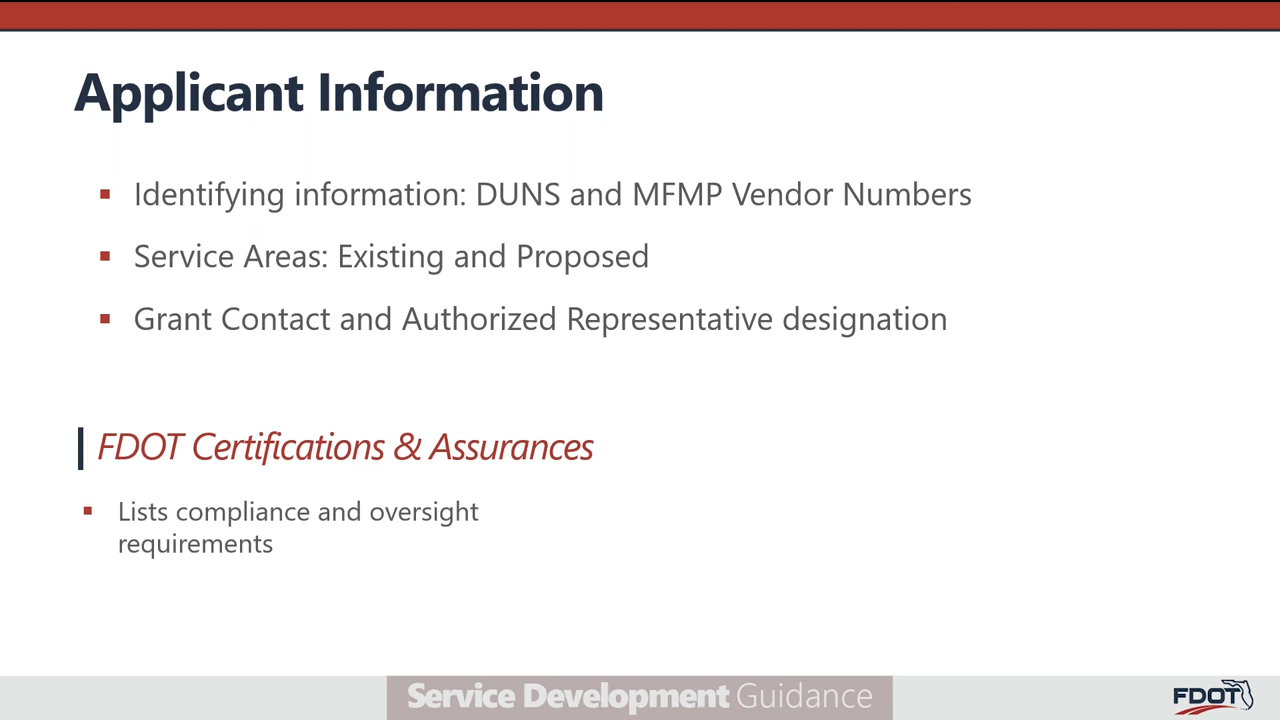 Applicant Information
Identifying information: DUNS and MFMP Vendor Numbers
Service Areas: Existing and Proposed
Grant Contact and Authorized Representative designation
FDOT Certifications & Assurances
Lists compliance and oversight
requirements
Service Development Guidance
FDOT